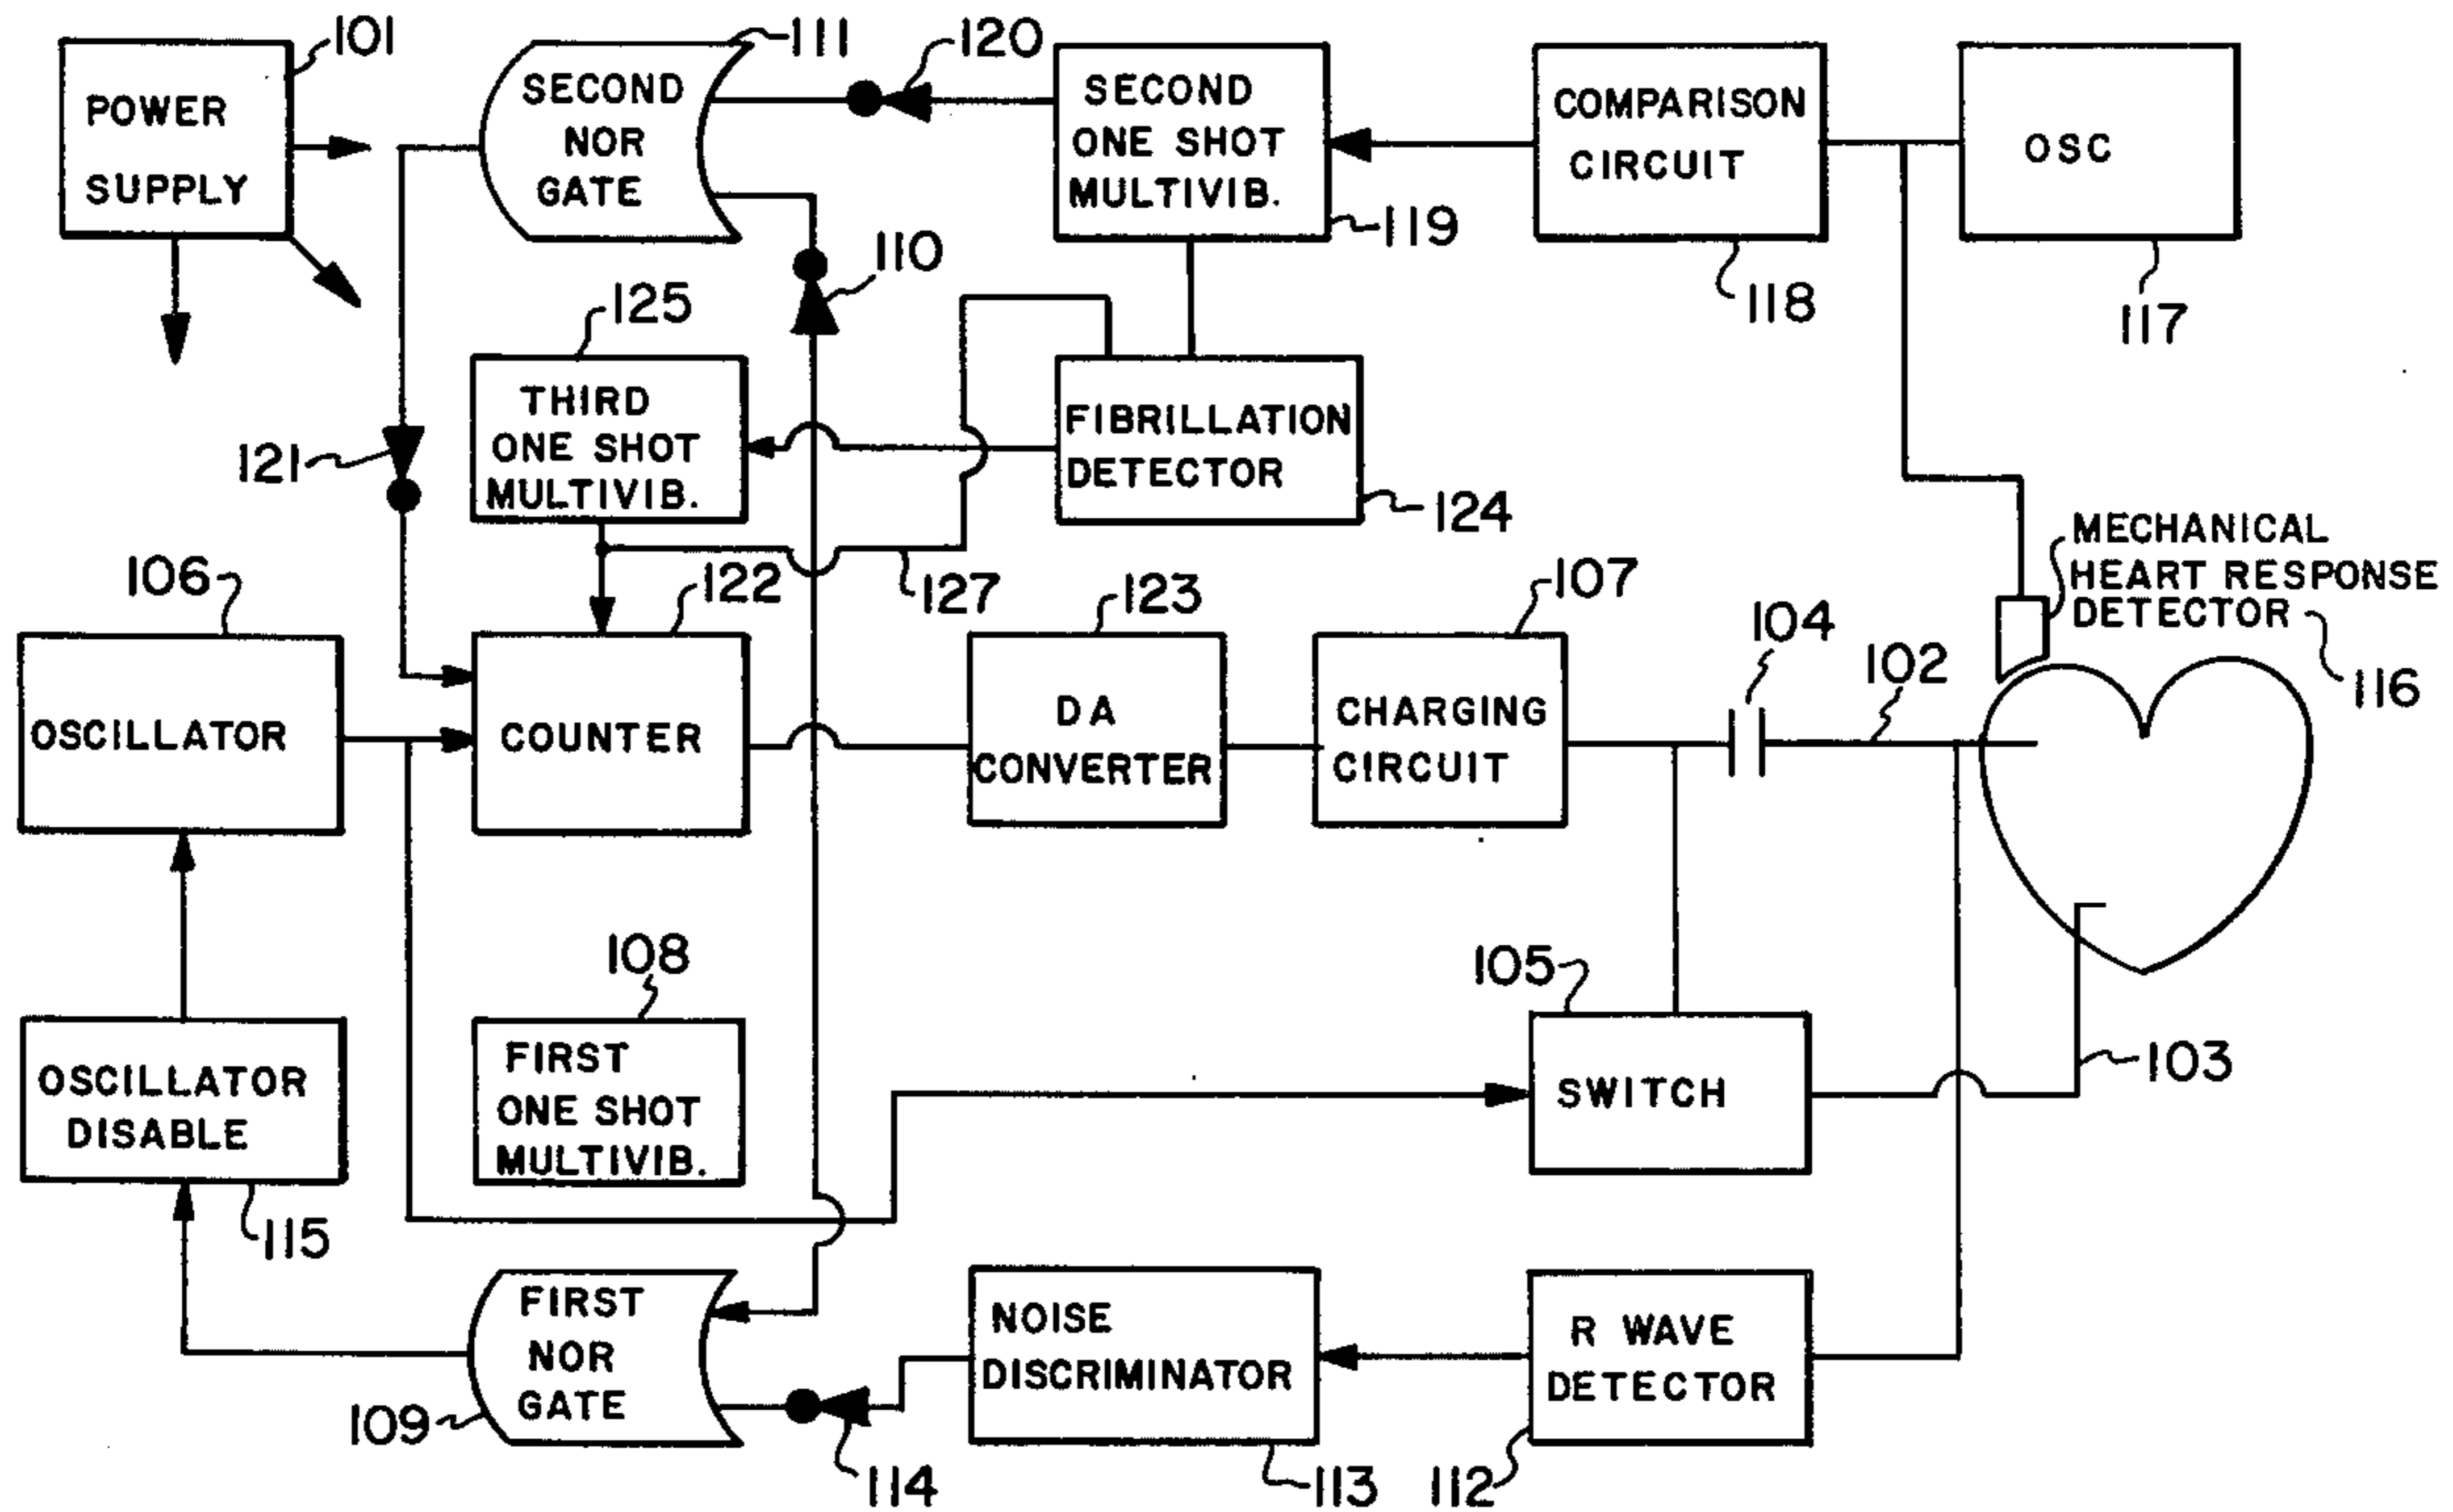 101
POWER
SUPPLY
111
SECOND
NOR
GATE
120
SECOND
ONE SHOT
MULTIVIB.
119
COMPARISON
CIRCUIT
118
OSC
117
110
125
THIRD
ONE SHOT
MULTIVIB.
121
FIBRILLATION
DETECTOR
124
MECHANICAL
HEART RESPONSE
DETECTOR
116
106
OSCILLATOR
122
COUNTER
127
123
DA
CONVERTER
107
CHARGING
CIRCUIT
104
102
108
FIRST
ONE SHOT
MULTIVIB.
105
SWITCH
103
OSCILLATOR
DISABLE
115
FIRST
NOR
GATE
109
114
NOISE
DISCRIMINATOR
113
R WAVE
DETECTOR
112